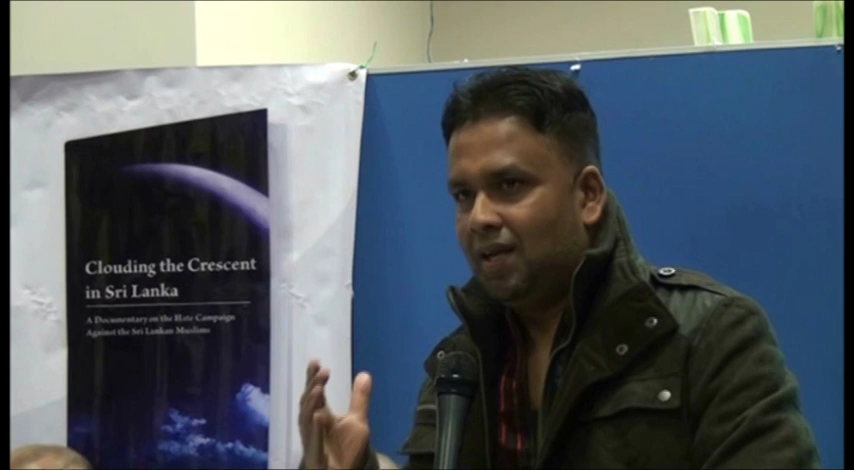 Clouding the Crescent
in Sri Lanka
A Documentary on the Hate Campaign
Against the Sri Lankan Muslims